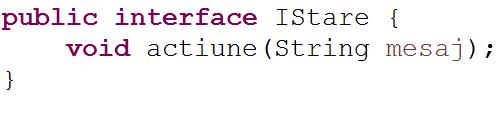 public interface IStare {
    void actiune(String mesaj);
}